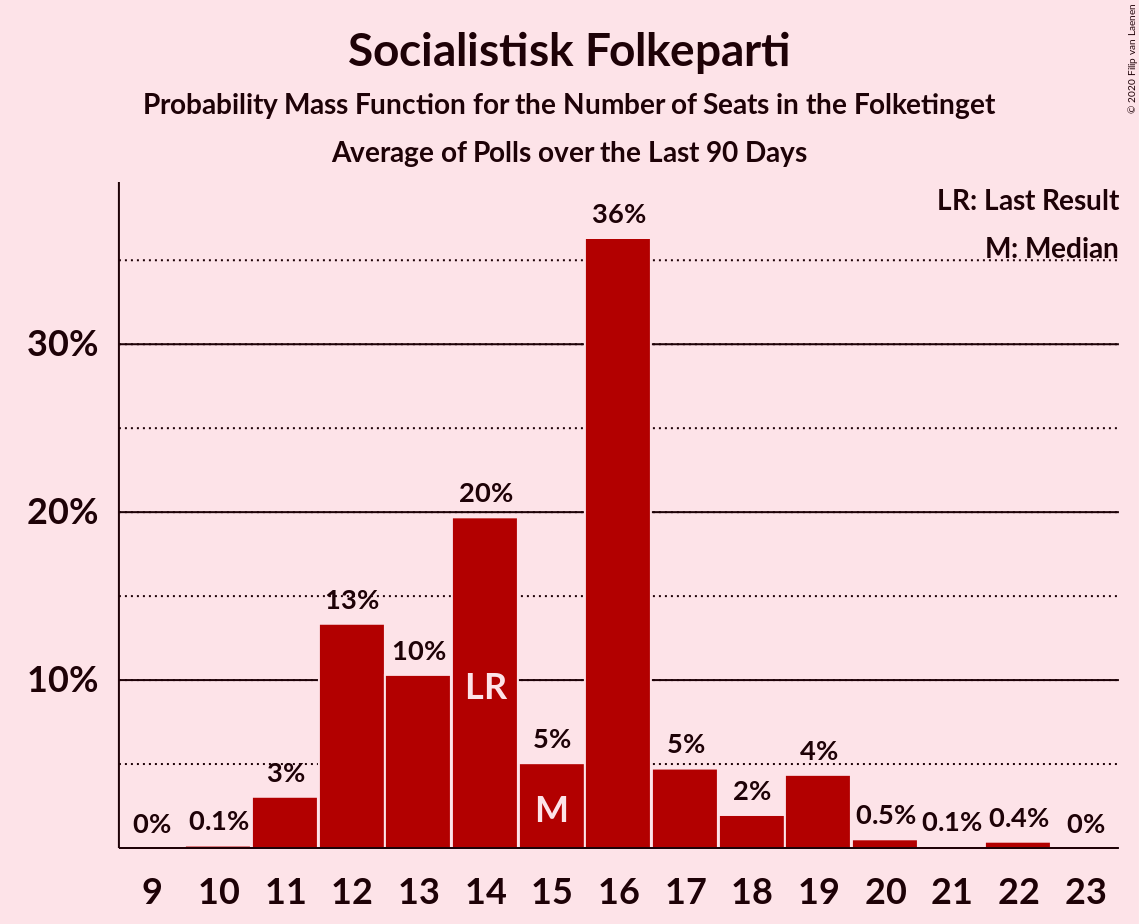 Socialistisk Folkeparti
Probability Mass Function for the Number of Seats in the Folketinget
Average of Polls over the Last 90 Days
© 2020 Filip van Laenen
LR: Last Result
M: Median
36%
30%
20%
20%
13%
10%
10%
LR
5%
5%
4%
3%
2%
M
0%
0.1%
0.5%
0.1%
0.4%
0%
9 10 11 12 13 14 15 16 17 18 19 20 21 22 23